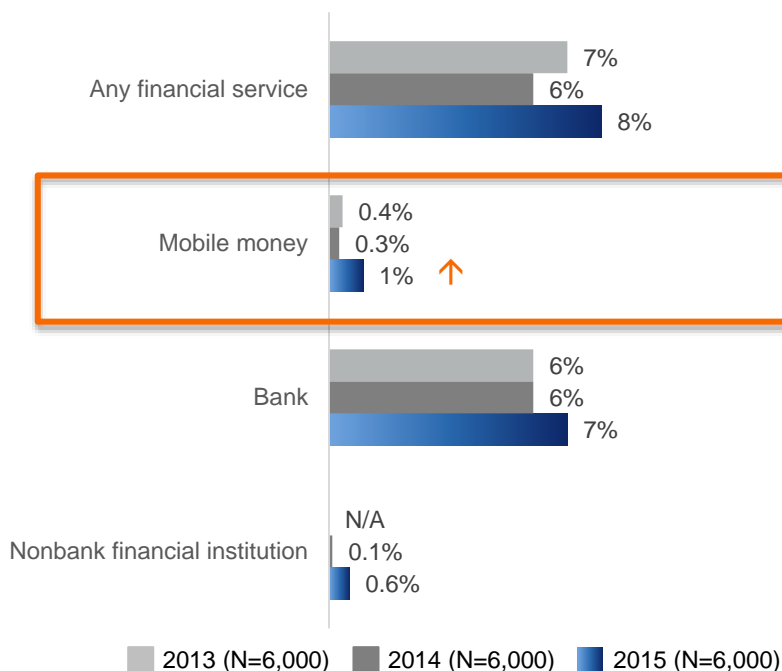 7%
Any financial service
6%
8%
0.4%
Mobile money
0.3%
1%
6%
Bank
6%
7%
N/A
Nonbank financial institution
0.1%
0.6%
2013 (N=6,000) 2014 (N=6,000) 2015 (N=6,000)